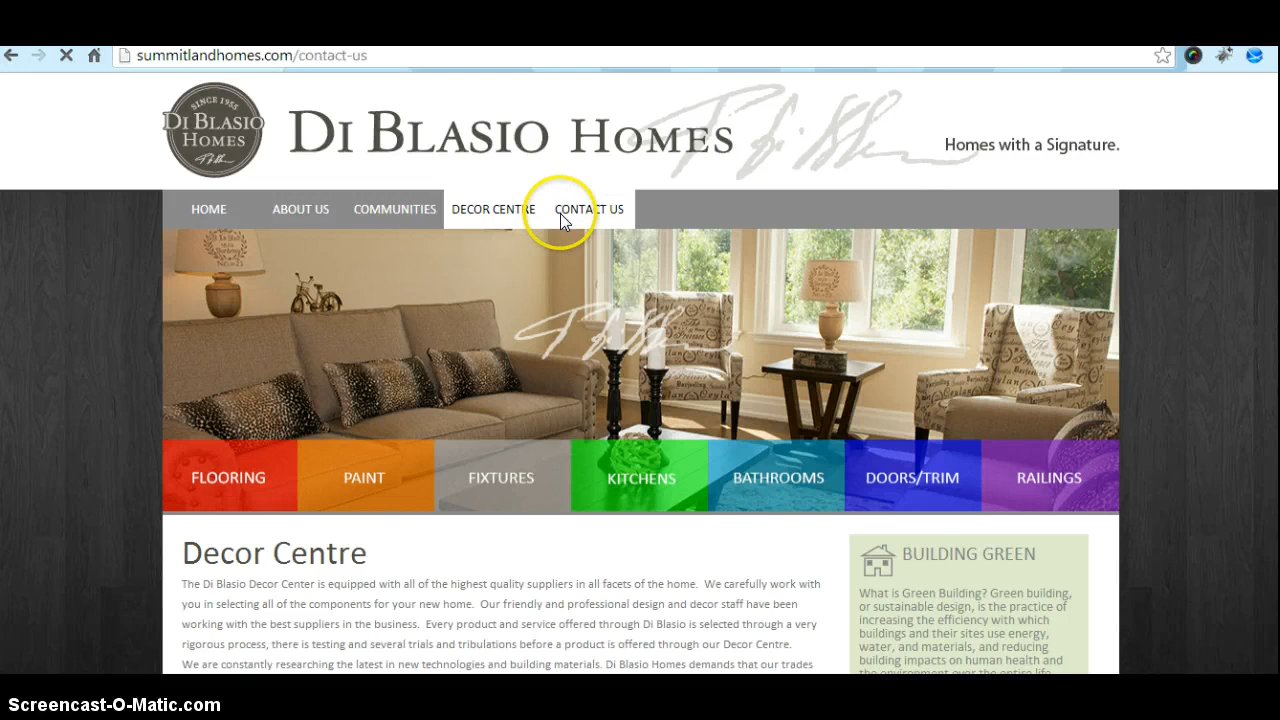 summitlandhomes.com/contact-us
SINCE 1955
DI BLASIO
HOMES
DI BLASIO HOMES
Homes with a Signature.
HOME ABOUT US COMMUNITIES DECOR CENTRE CONTACT US
FLOORING PAINT FIXTURES KITCHENS BATHROOMS DOORS/TRIM RAILINGS
Decor Centre
The Di Blasio Decor Center is equipped with all of the highest quality suppliers in all facets of the home. We carefully work with
you in selecting all of the components for your new home. Our friendly and professional design and decor staff have been
working with the best suppliers in the business. Every product and service offered through Di Blasio is selected through a very
rigorous process, there is testing and several trials and tribulations before a product is offered through our Decor Centre.
We are constantly researching the latest in new technologies and building materials. Di Blasio Homes demands that our trades
BUILDING GREEN
What is Green Building? Green building,
or sustainable design, is the practice of
increasing the efficiency with which
buildings and their sites use energy,
water, and materials, and reducing
building impacts on human health and
the environment for the entire life
Screencast-O-Matic.com